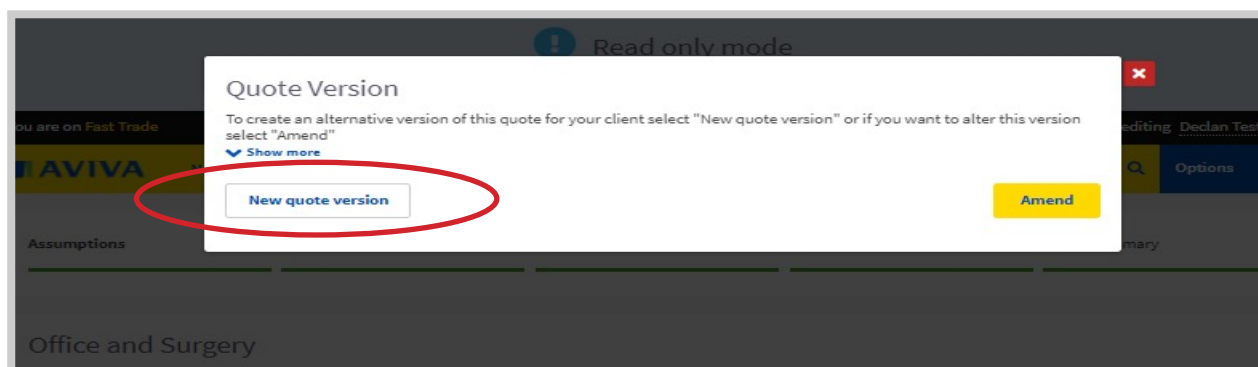 Read only mode
Quote Version
To create an alternative version of this quote for your client select "New quote version" or if you want to alter this version
select "Amend"
Show more
New quote version
Amend
ou are on Fast Trade
editing Declan Test
AVIVA
Options
Assumptions
mary
Office and Surgery